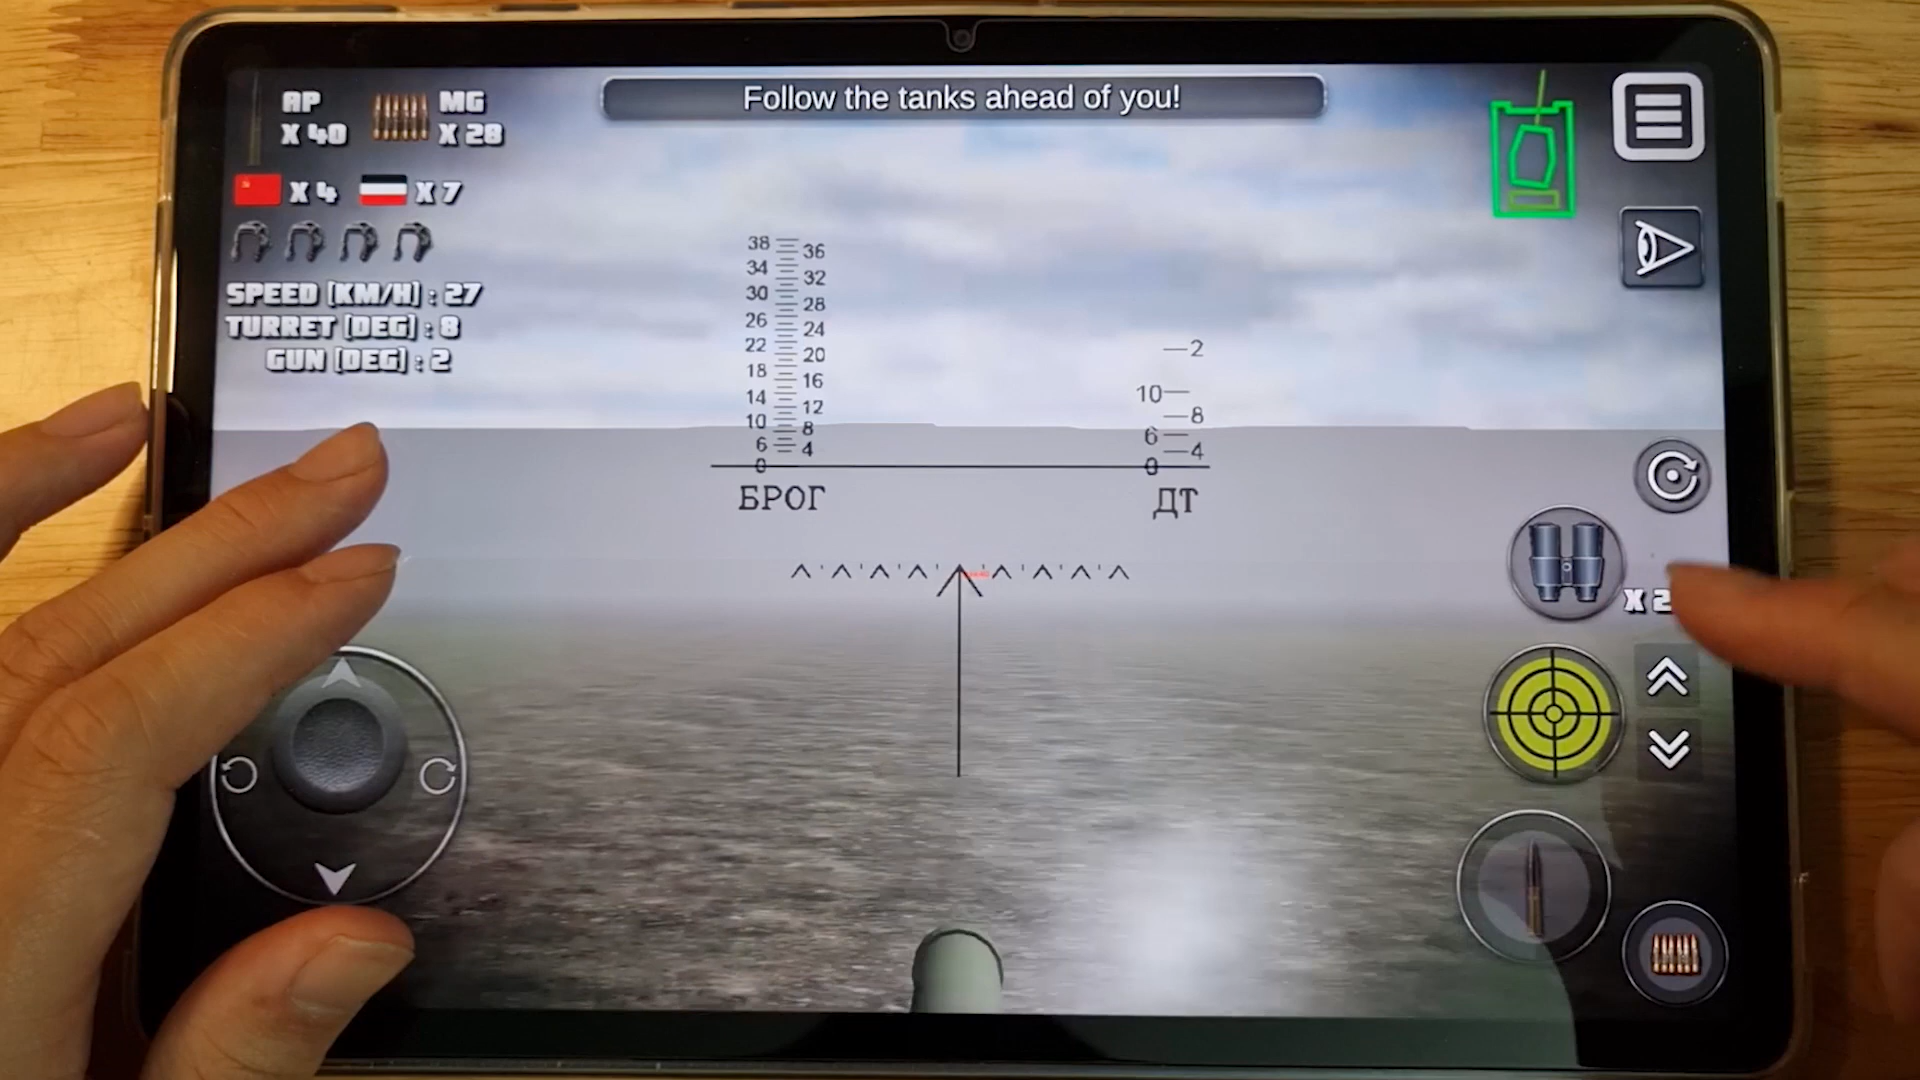 Follow the tanks ahead of you!
AP
X 40
MG
X 28
X 4
X 7
SPEED [KM/H] : 27
TURRET [DEG] : 8
GUN [DEG] : 2
38
36
34
32
30
28
26
24
22
20
18
16
14
12
10
8
6
4
0
2
10
8
6
4
0
БРОГ
ДТ
X 2